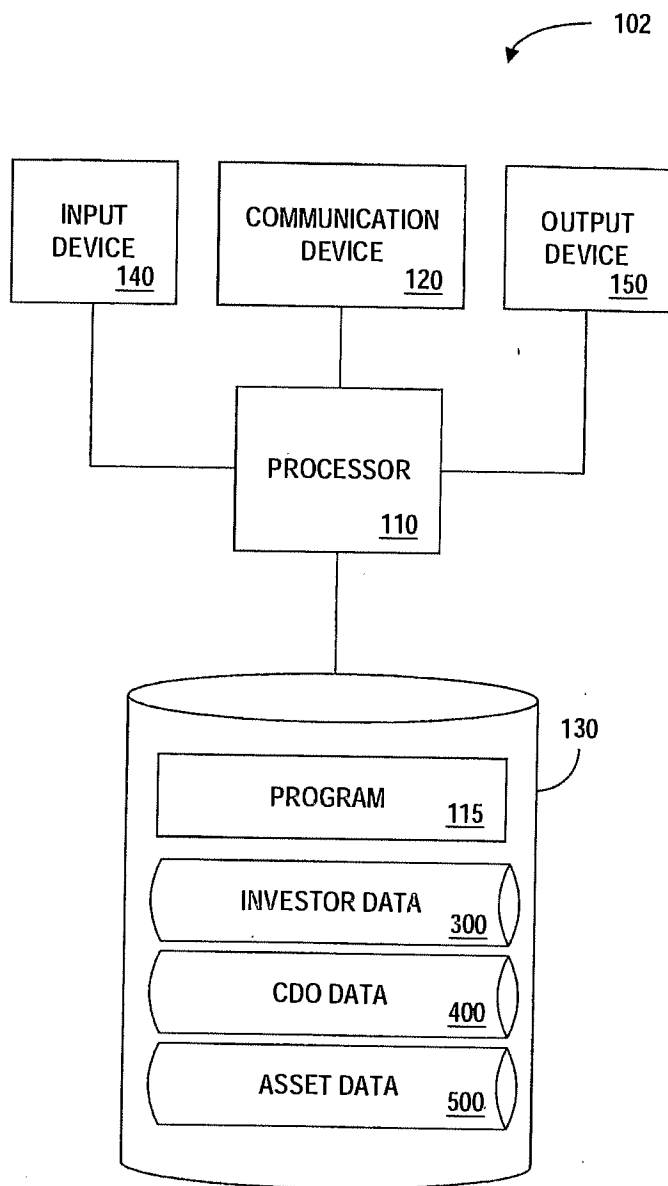 102
INPUT
DEVICE
140
COMMUNICATION
DEVICE
120
OUTPUT
DEVICE
150
PROCESSOR
110
130
PROGRAM
115
INVESTOR DATA
300
CDO DATA
400
ASSET DATA
500